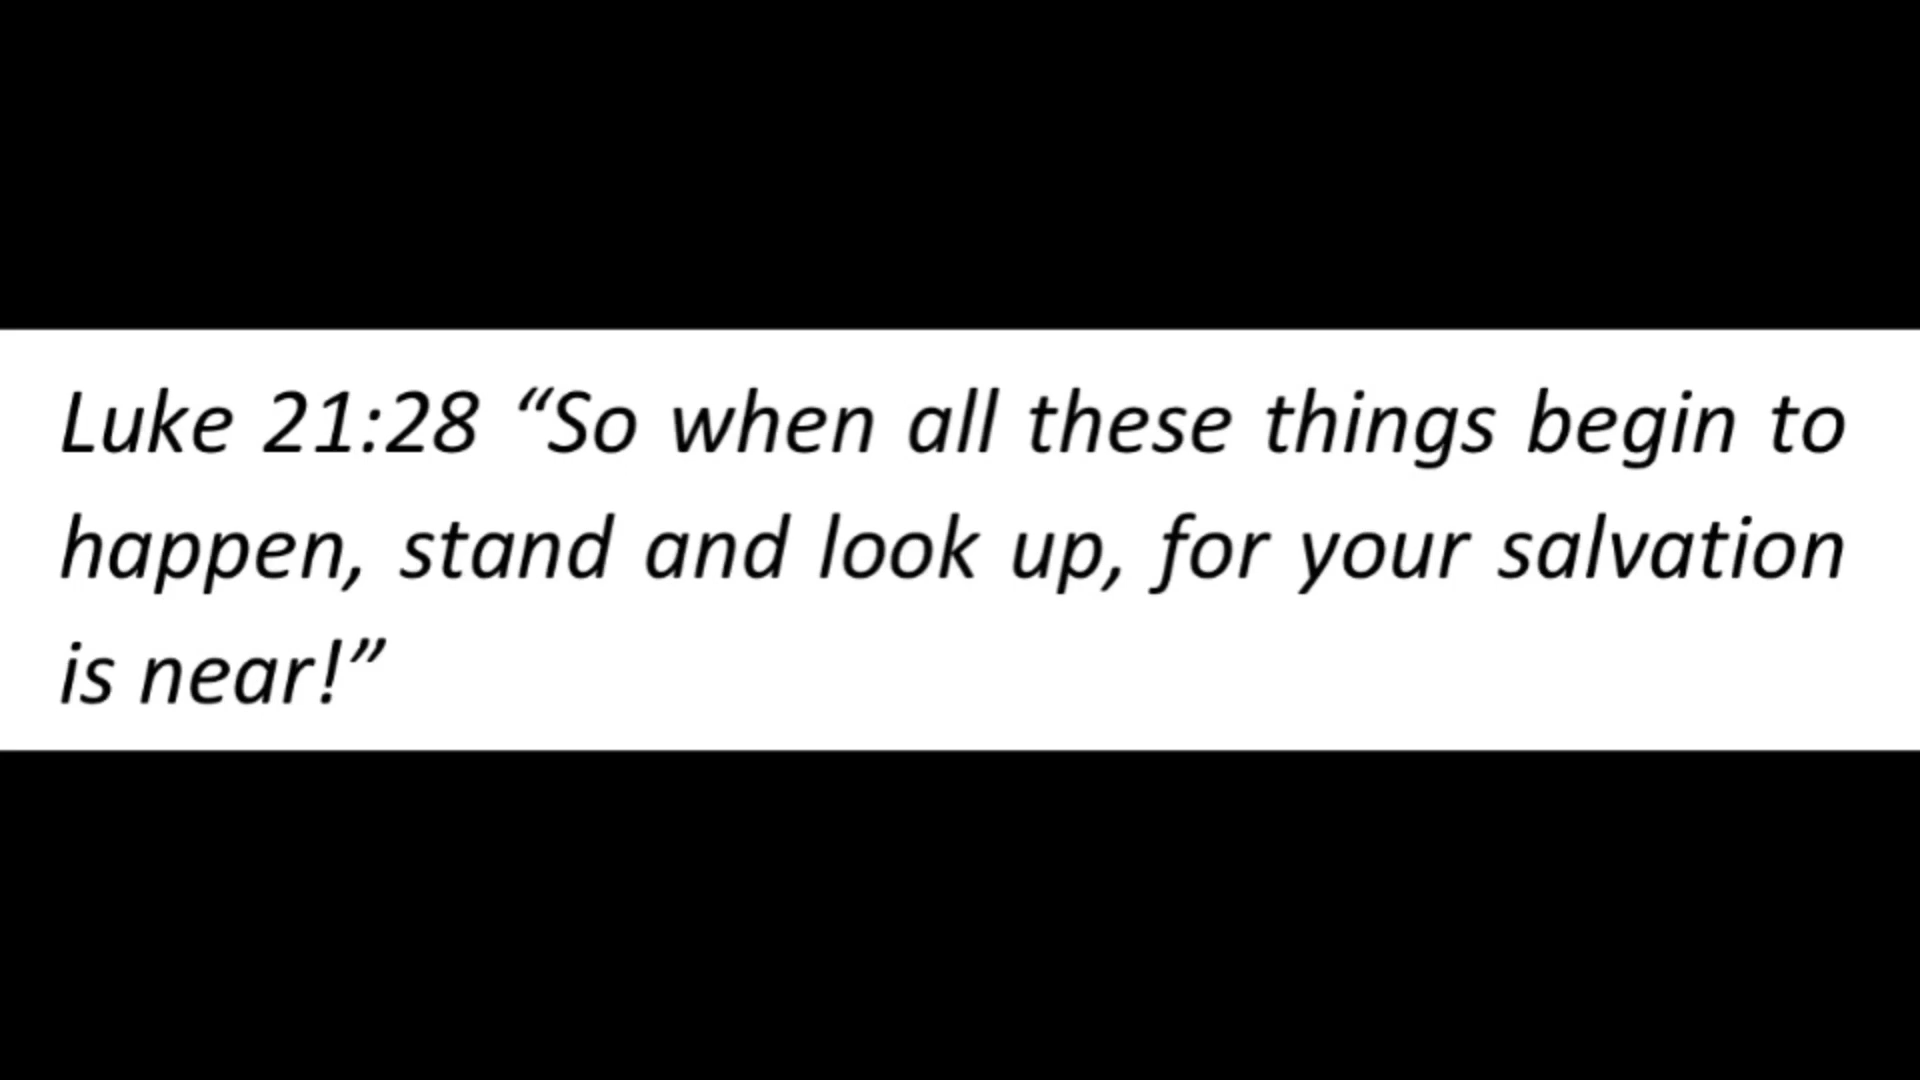 Luke 21:28 “So when all these things begin to
happen, stand and look up, for your salvation
is near!”